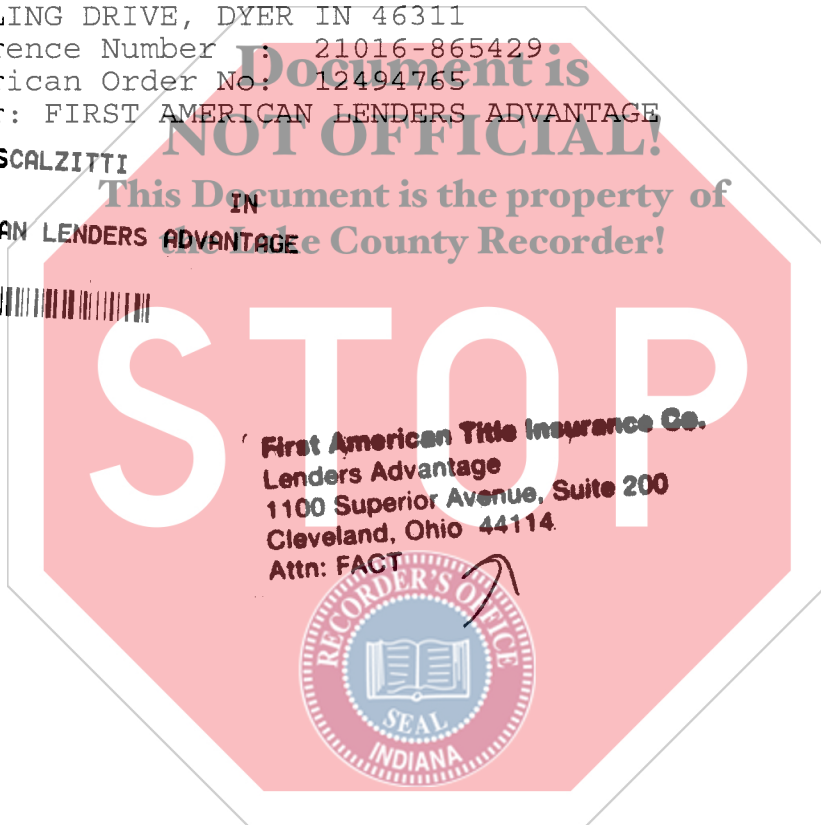 LING DRIVE, DYER IN 46311
rence Number : 21016-865429
rican Order No: 12494765
r: FIRST AMERICAN LENDERS ADVANTAGE
Document is
NOT OFFICIAL!
SCALZITTI
This Document is the property of
IN
AN LENDERS ADVANTAGE
the Lake County Recorder!
STOP
First American Title Insurance Co.
Lenders Advantage
1100 Superior Avenue, Suite 200
Cleveland, Ohio 44114
Attn: FACT
RECORDER'S OFFICE
SEAL
INDIANA